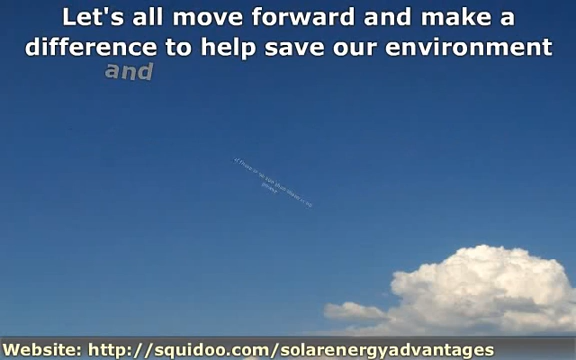 Let's all move forward and make a
difference to help save our environment
and
Website: http://squidoo.com/solarenergyadvantages